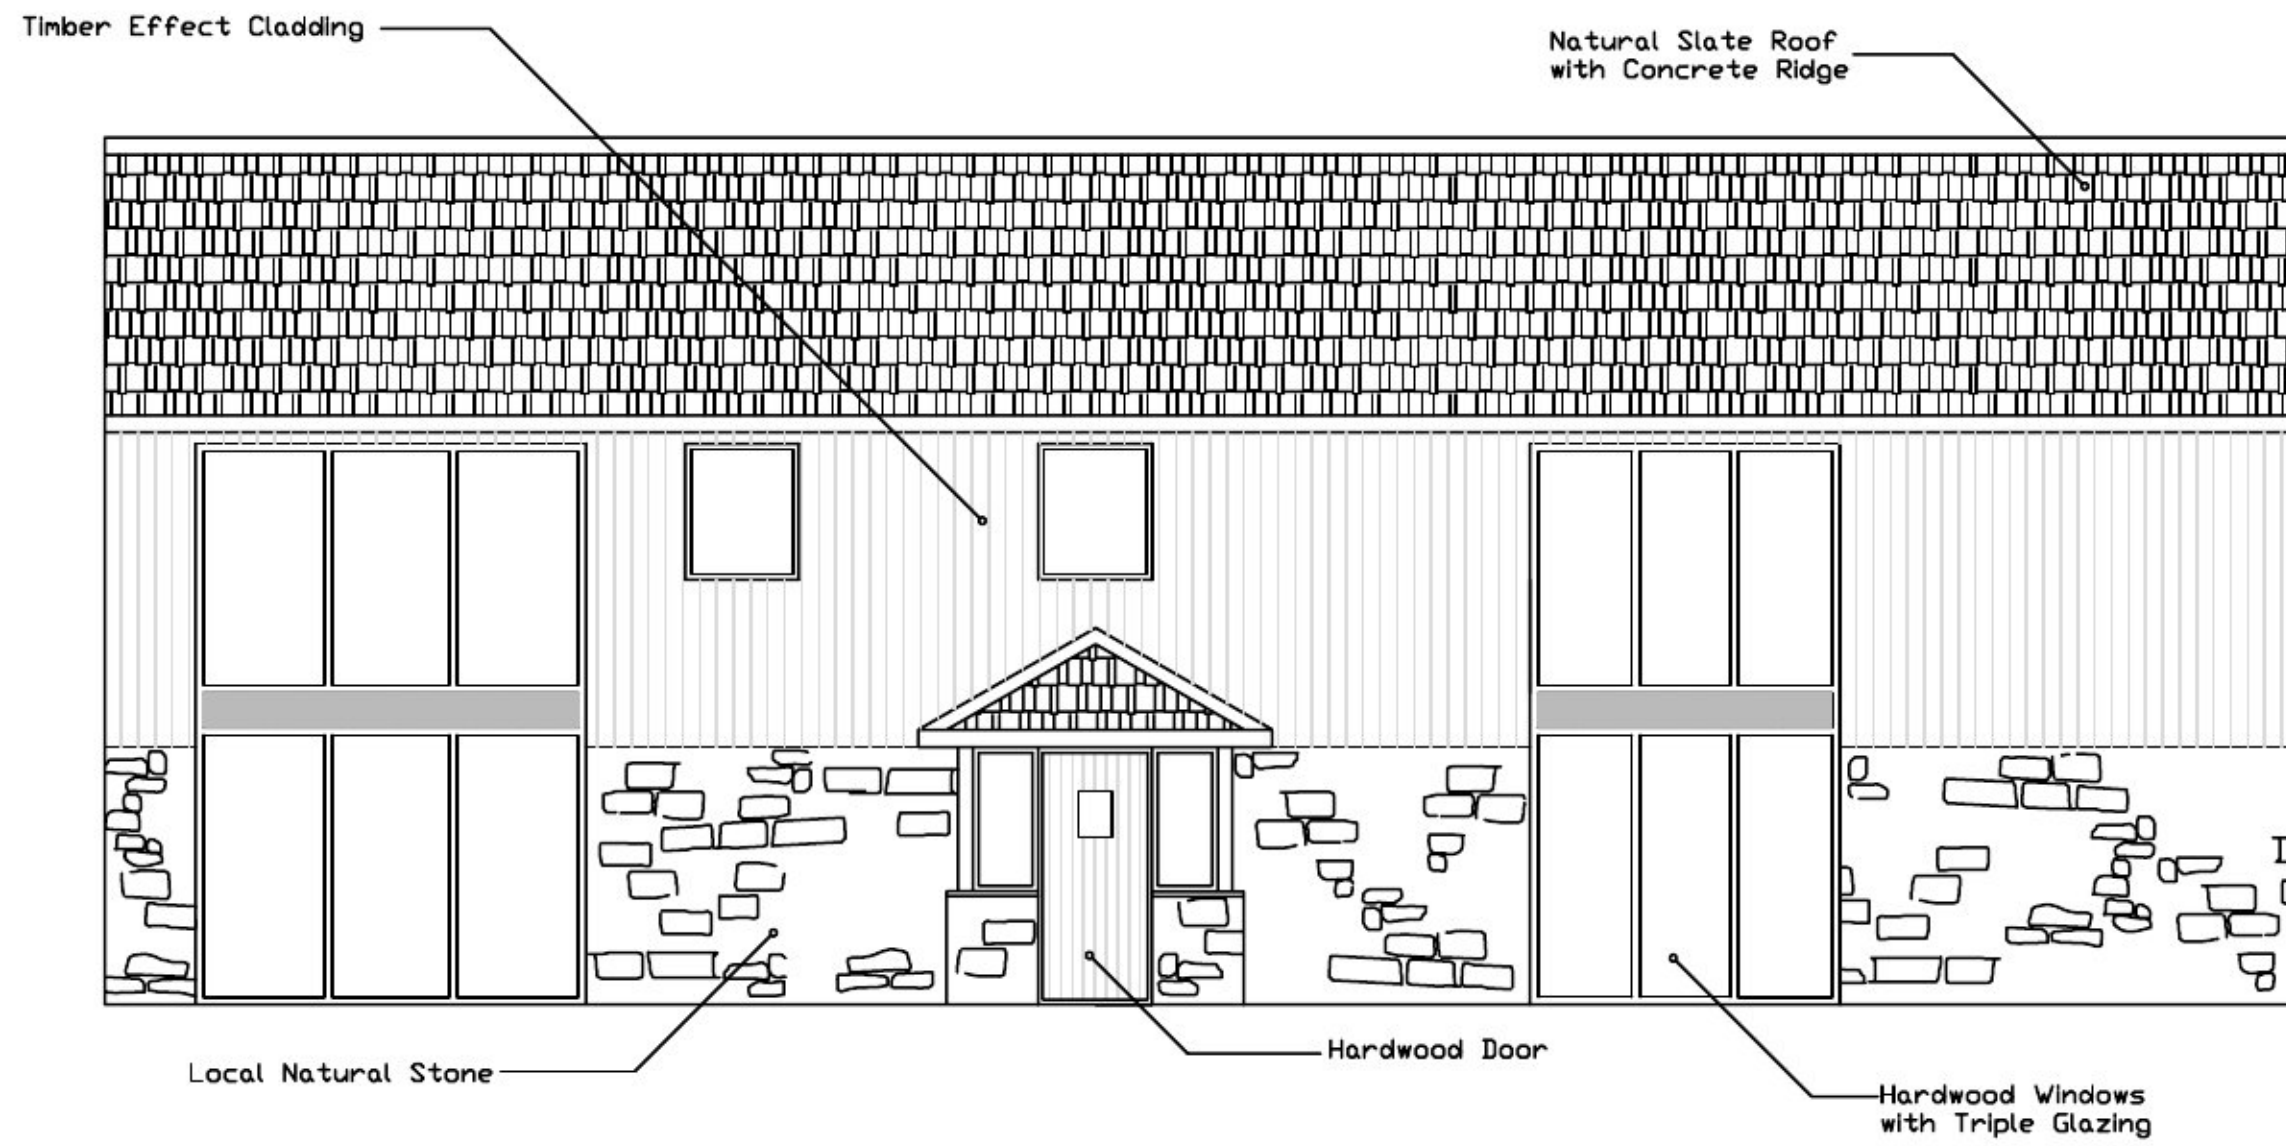 Timber Effect Cladding
Natural Slate Roof
with Concrete Ridge
Local Natural Stone
Hardwood Door
Hardwood Windows
with Triple Glazing